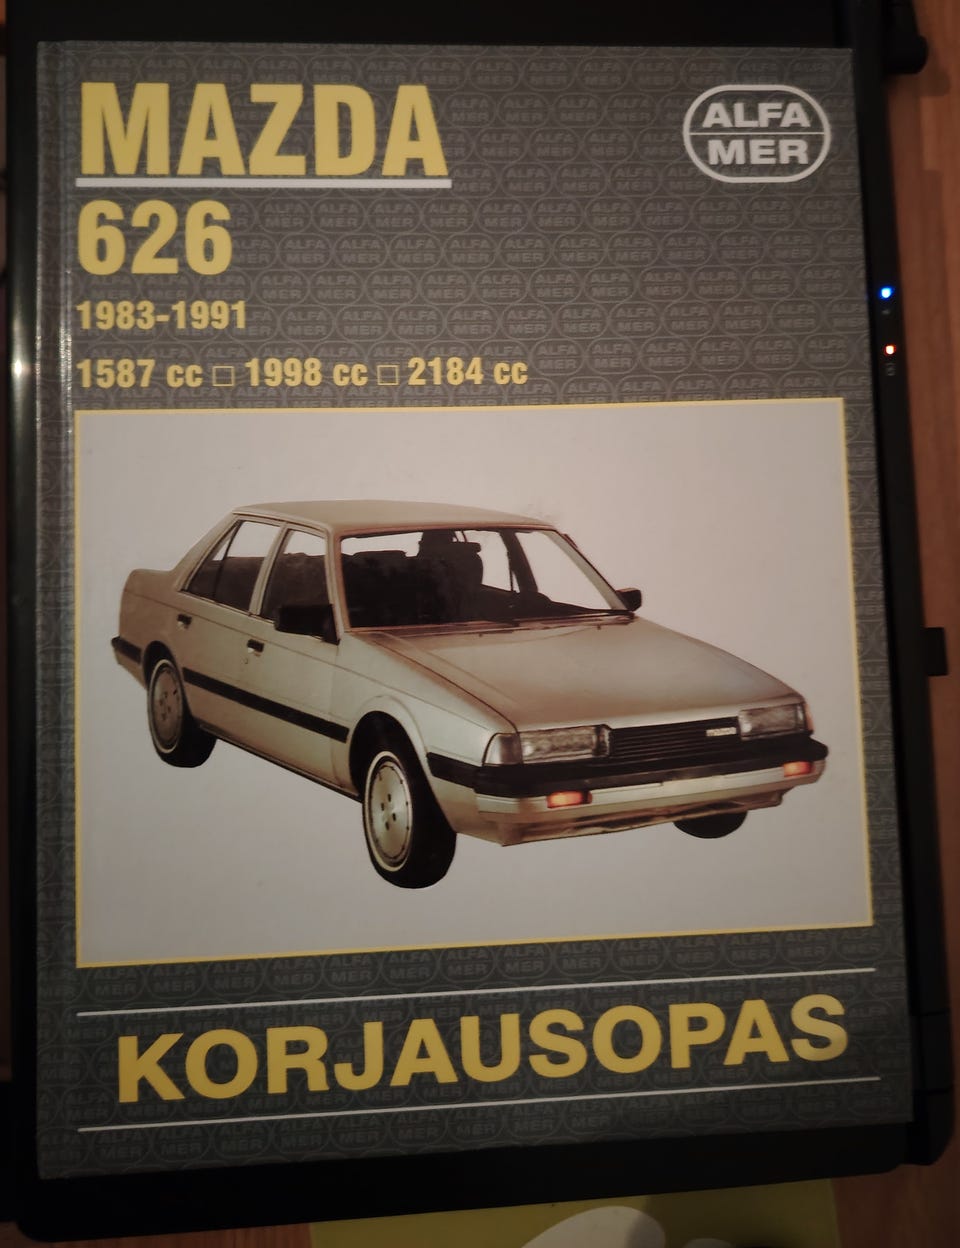 MAZDA
ALFA
MER
626
1983-1991
1587 cc □ 1998 cc □ 2184 cc
KORJAUSOPAS